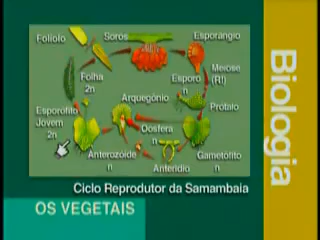 Folíolo
Soros
Esporângio
Meiose
(R!)
Esporo
n
Folha
2n
Arquegônio
Prótalo
Esporófito
Jovem
2n
Oosfera
n
Anterozóide
n
Anterídio
Gametófito
n
Ciclo Reprodutor da Samambaia
OS VEGETAIS
Biologia